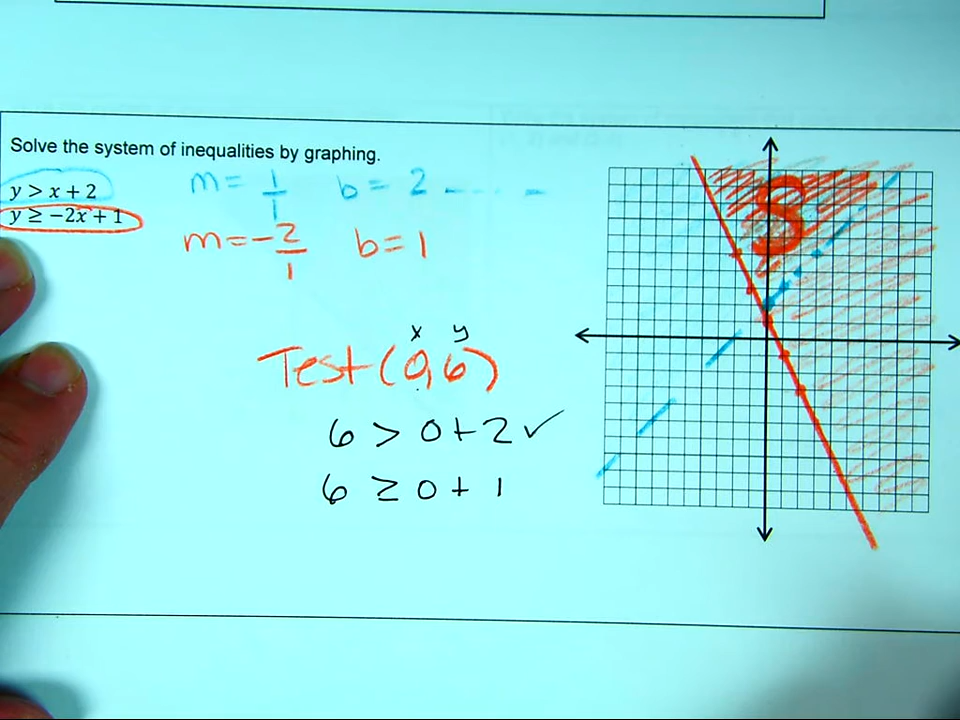 Solve the system of inequalities by graphing.
y > x + 2
m = 1/1 b = 2
y ≥ −2x + 1
m = -2/1 b = 1
S
x y
Test (0, 6)
6 > 0 + 2 ✓
6 ≥ 0 + 1